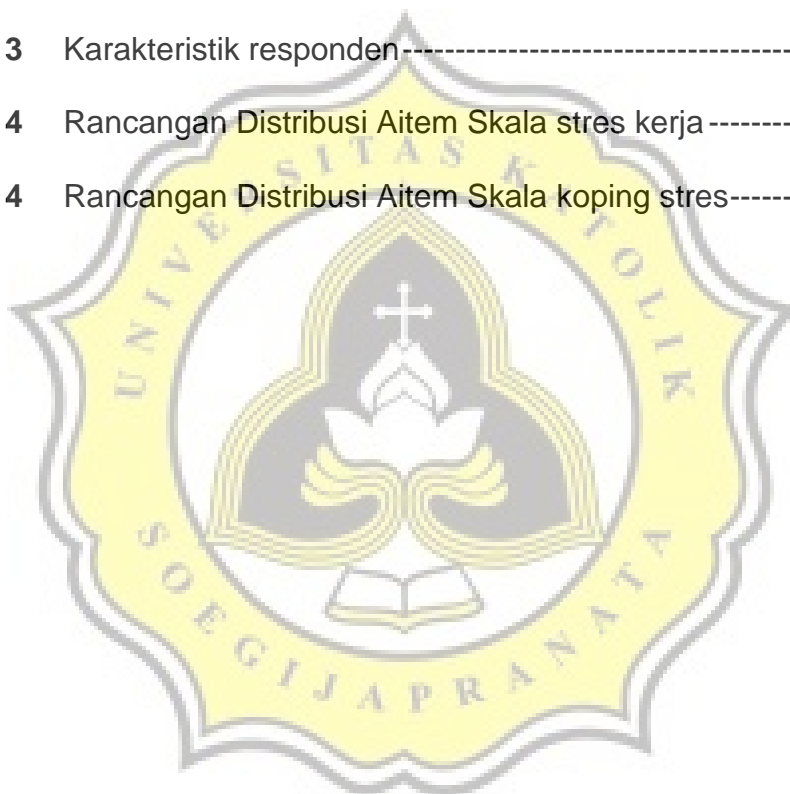 3 Karakteristik responden-----------------------------------
4 Rancangan Distribusi Aitem Skala stres kerja --------
4 Rancangan Distribusi Aitem Skala koping stres------
UNIVERSITAS KATOLIK
SOEGIJAPRANATA